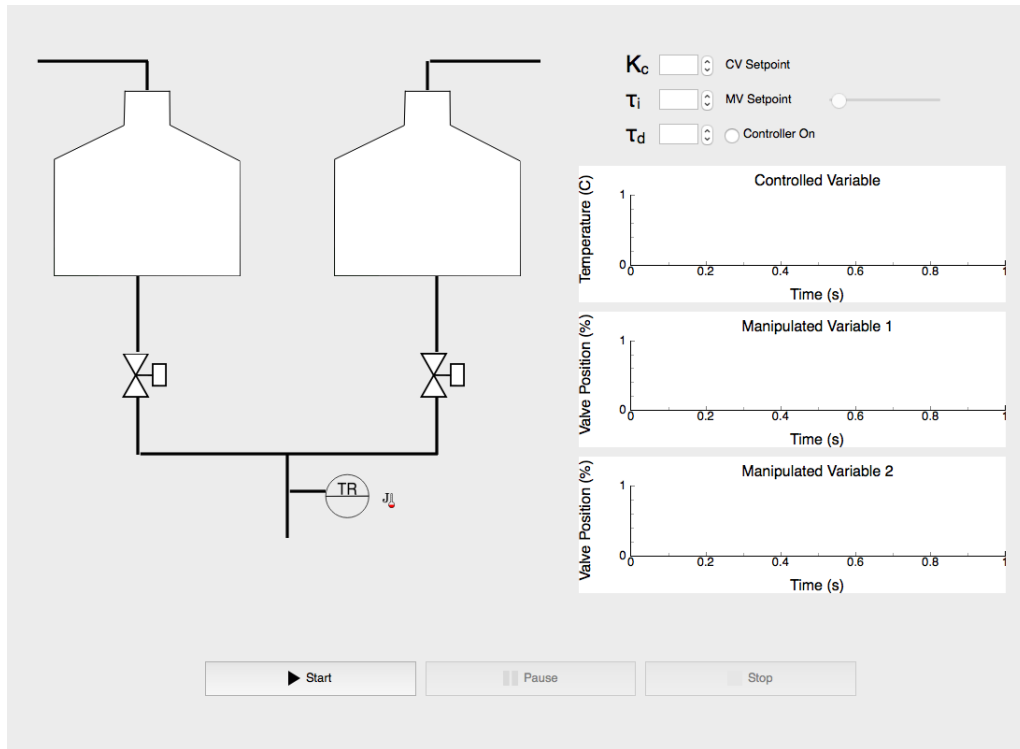 Kc CV Setpoint
τi MV Setpoint
τd Controller On
Controlled Variable
Temperature (C)
1
0
0 0.2 0.4 0.6 0.8 1
Time (s)
Manipulated Variable 1
Valve Position (%)
1
0
0 0.2 0.4 0.6 0.8 1
Time (s)
Manipulated Variable 2
Valve Position (%)
1
0
0 0.2 0.4 0.6 0.8 1
Time (s)
TR
J
Start Pause Stop